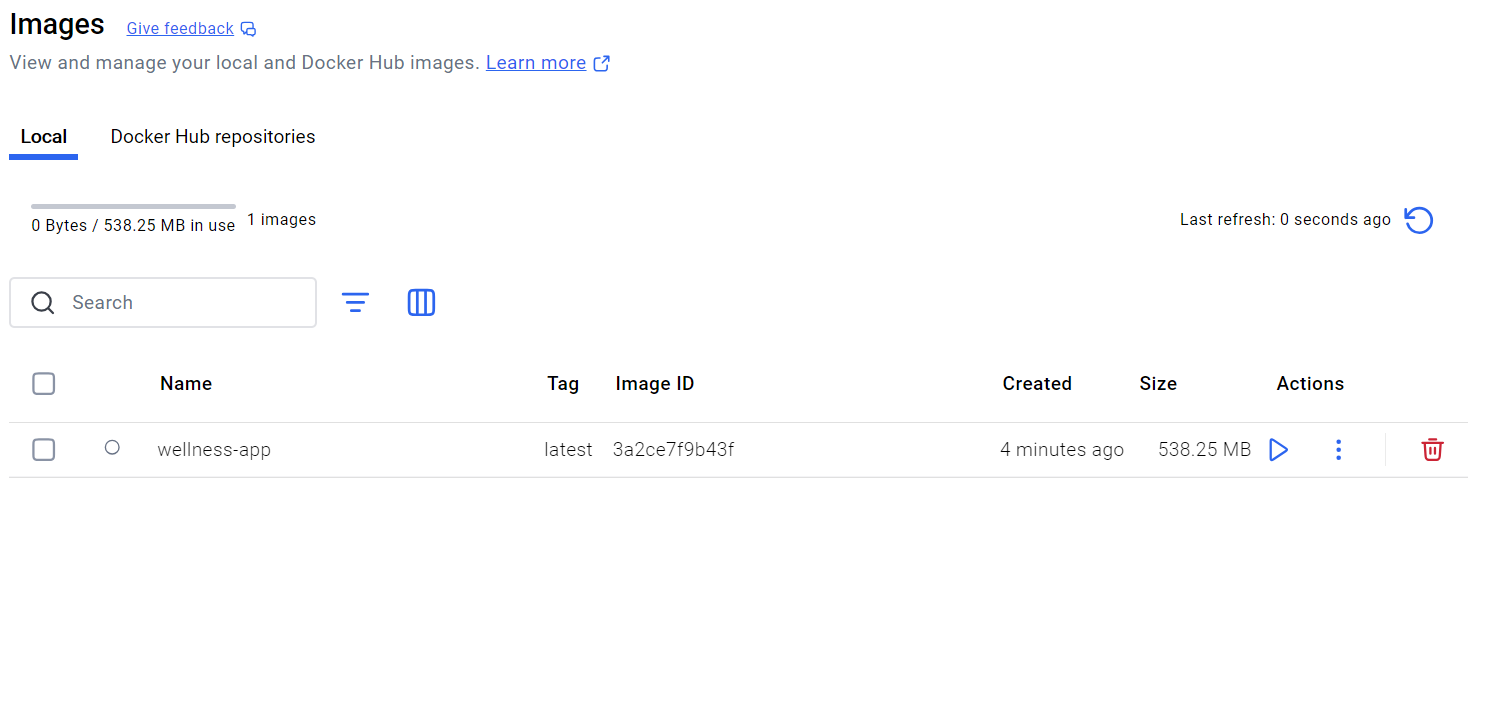 Images Give feedback
View and manage your local and Docker Hub images. Learn more
Local Docker Hub repositories
0 Bytes / 538.25 MB in use 1 images Last refresh: 0 seconds ago
Search
Name Tag Image ID Created Size Actions
wellness-app latest 3a2ce7f9b43f 4 minutes ago 538.25 MB